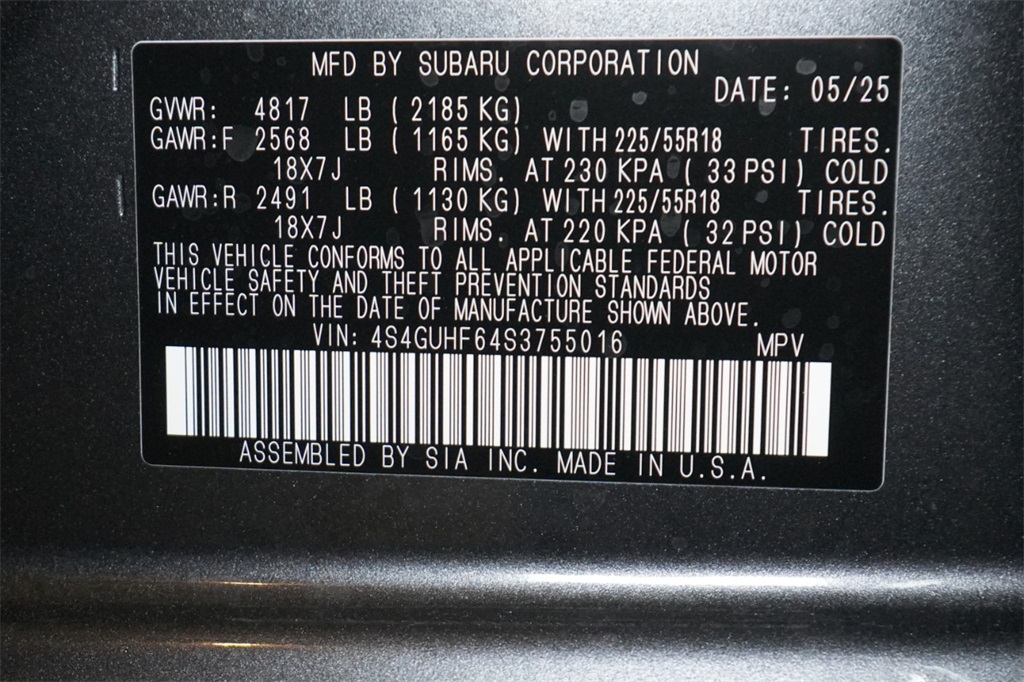 MFD BY SUBARU CORPORATION
DATE: 05/25
GVWR: 4817 LB ( 2185 KG)
GAWR:F 2568 LB ( 1165 KG) WITH 225/55R18 TIRES.
18X7J RIMS. AT 230 KPA ( 33 PSI) COLD
GAWR:R 2491 LB ( 1130 KG) WITH 225/55R18 TIRES.
18X7J RIMS. AT 220 KPA ( 32 PSI) COLD
THIS VEHICLE CONFORMS TO ALL APPLICABLE FEDERAL MOTOR
VEHICLE SAFETY AND THEFT PREVENTION STANDARDS
IN EFFECT ON THE DATE OF MANUFACTURE SHOWN ABOVE.
VIN: 4S4GUHF64S3755016 MPV
ASSEMBLED BY SIA INC. MADE IN U.S.A.